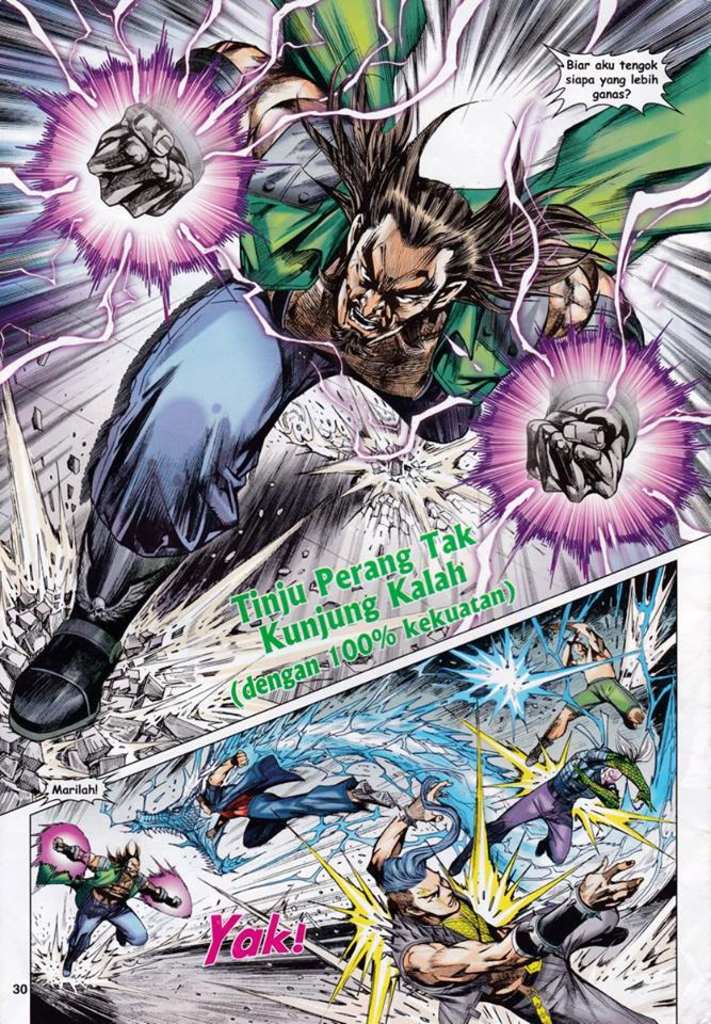 Biar aku tengok
siapa yang lebih
ganas?
Tinju Perang Tak
Kunjung Kalah
(dengan 100% kekuatan)
Marilah!
Yak!
30